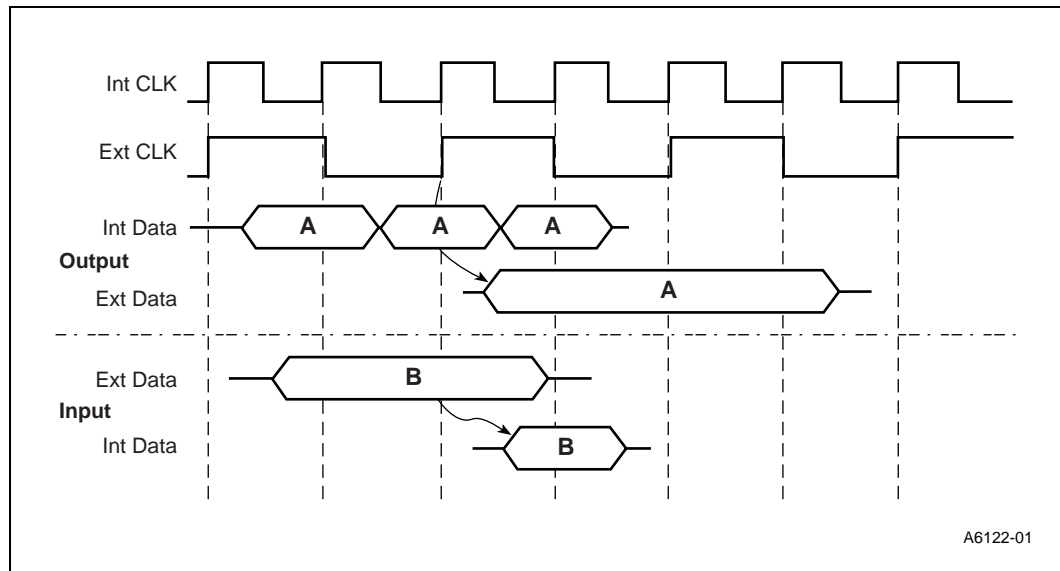 Int CLK
Ext CLK
Int Data
A A A
Output
Ext Data
A
Ext Data
B
Input
Int Data
B
A6122-01